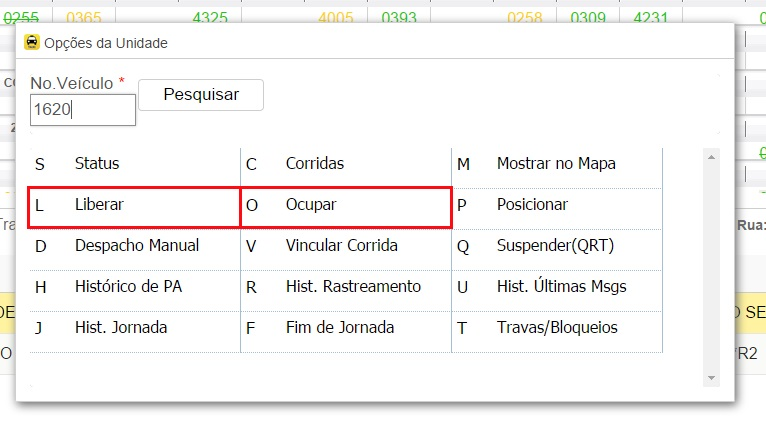 0255 0365 4325 4005 0393 0258 0309 4231
Opções da Unidade
No.Veículo *
1620 Pesquisar
S Status C Corridas M Mostrar no Mapa
L Liberar O Ocupar P Posicionar
Rua:
D Despacho Manual V Vincular Corrida Q Suspender(QRT)
H Histórico de PA R Hist. Rastreamento U Hist. Últimas Msgs
J Hist. Jornada F Fim de Jornada T Travas/Bloqueios
R2